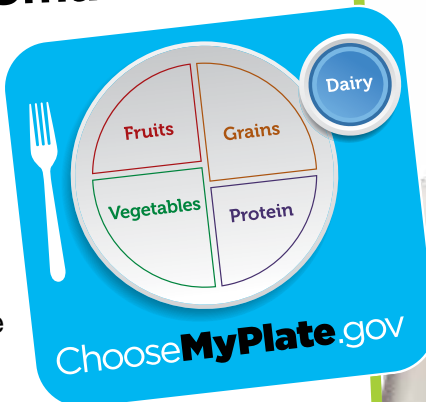 Dairy
Fruits
Grains
Vegetables
Protein
e
ChooseMyPlate.gov